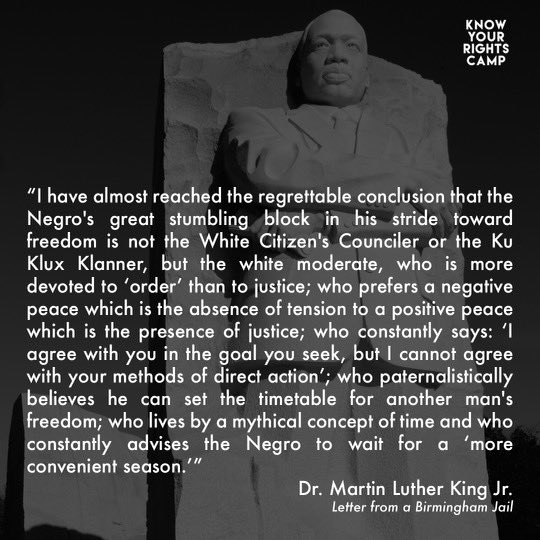 KNOW
YOUR
RIGHTS
CAMP
“I have almost reached the regrettable conclusion that the
Negro's great stumbling block in his stride toward
freedom is not the White Citizen's Counciler or the Ku
Klux Klanner, but the white moderate, who is more
devoted to ‘order’ than to justice; who prefers a negative
peace which is the absence of tension to a positive peace
which is the presence of justice; who constantly says: ‘I
agree with you in the goal you seek, but I cannot agree
with your methods of direct action’; who paternalistically
believes he can set the timetable for another man's
freedom; who lives by a mythical concept of time and who
constantly advises the Negro to wait for a ‘more
convenient season.’”
Dr. Martin Luther King Jr.
Letter from a Birmingham Jail